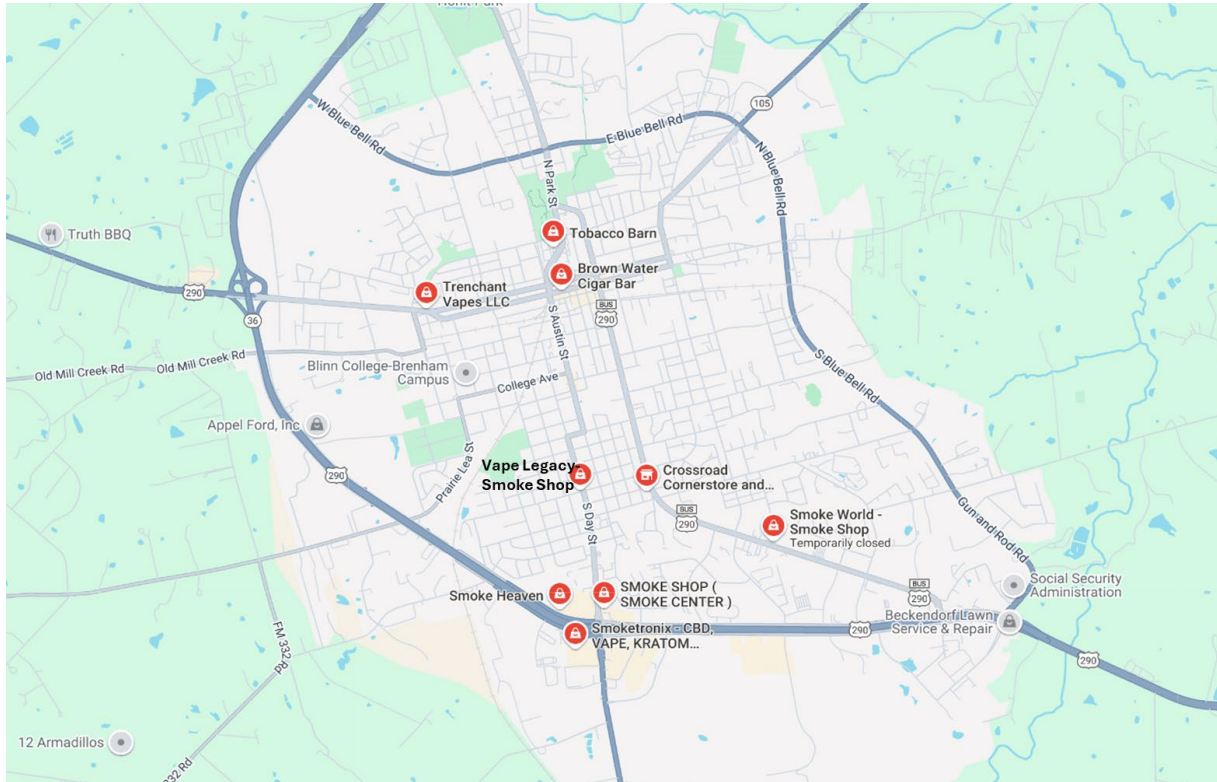 105
W Blue Bell Rd
E Blue Bell Rd
N Park St
N Blue Bell Rd
Truth BBQ
Tobacco Barn
Brown Water
Cigar Bar
Trenchant
Vapes LLC
290
BUS
290
36
S Austin St
Old Mill Creek Rd
Old Mill Creek Rd
Blinn College-Brenham
Campus
College Ave
S Blue Bell Rd
Appel Ford, Inc
Prairie Lea St
290
Vape Legacy-
Smoke Shop
Crossroad
Cornerstore and...
S Day St
BUS
290
Smoke World -
Smoke Shop
Temporarily closed
Gun and Rod Rd
Smoke Heaven
SMOKE SHOP (
SMOKE CENTER )
Social Security
Administration
BUS
290
Beckendorf Lawn
Service & Repair
Smoketronix - CBD,
VAPE, KRATOM...
290
290
FM 332 Rd
12 Armadillos
332 Rd